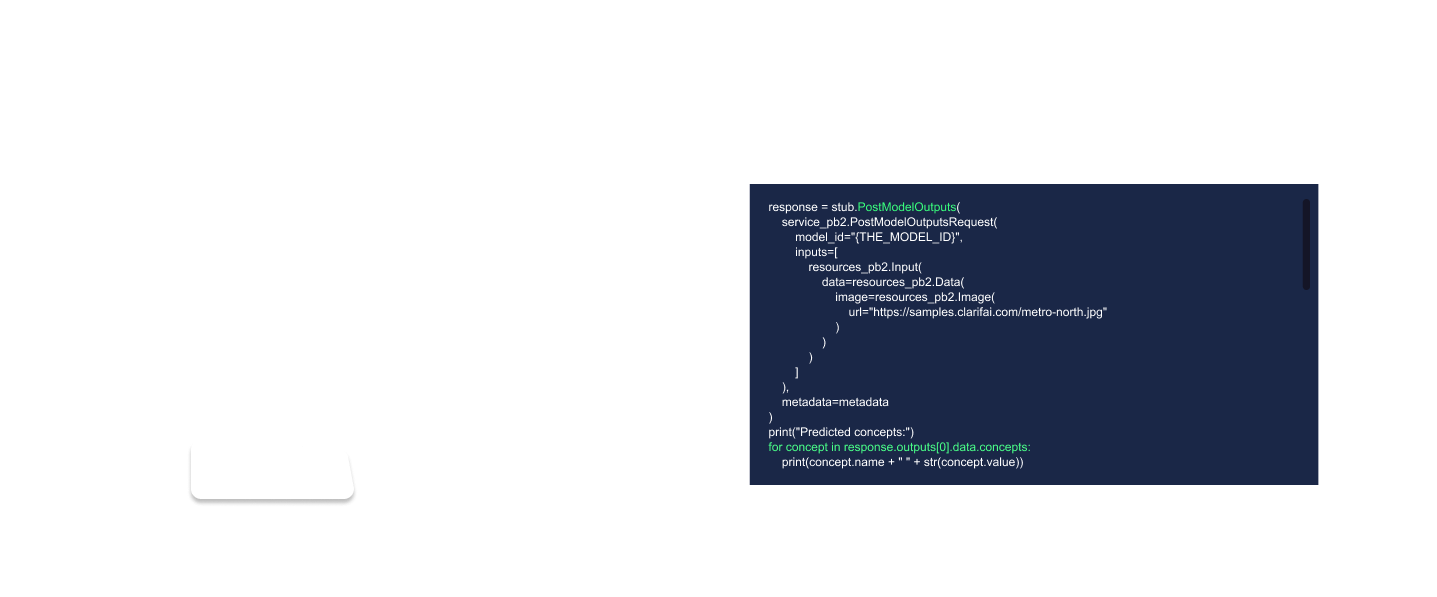 response = stub.PostModelOutputs(
service_pb2.PostModelOutputsRequest(
model_id="{THE_MODEL_ID}",
inputs=[
resources_pb2.Input(
data=resources_pb2.Data(
image=resources_pb2.Image(
url="https://samples.clarifai.com/metro-north.jpg"
)
)
)
]
),
metadata=metadata
)
print("Predicted concepts:")
for concept in response.outputs[0].data.concepts:
print(concept.name + " " + str(concept.value))